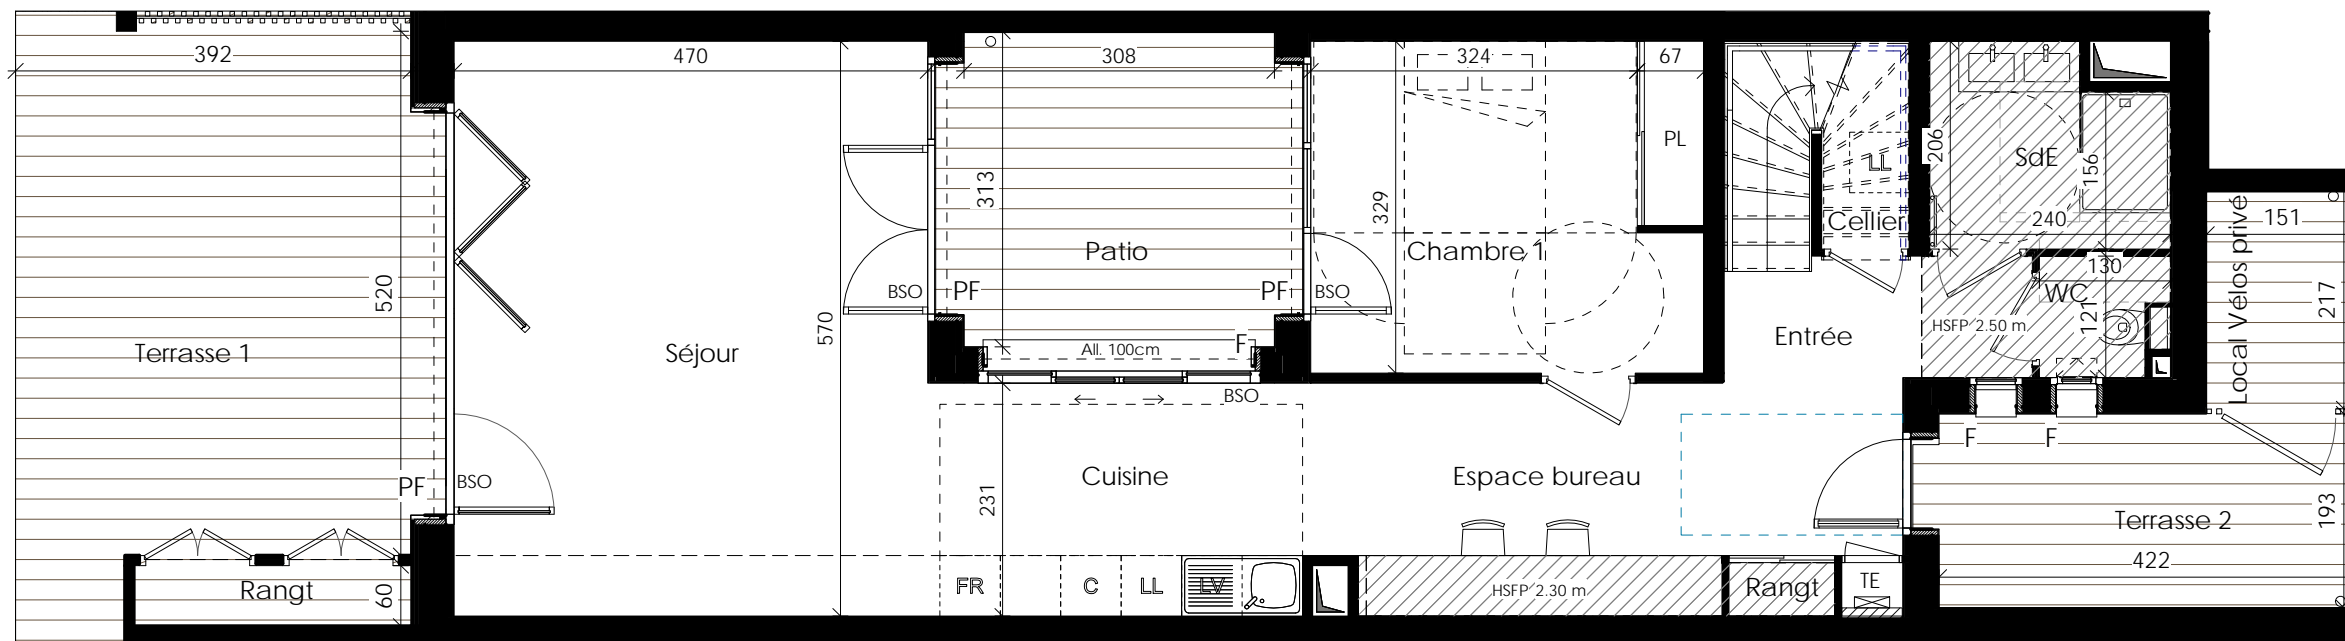 392
470
308
324
67
PL
206
SdE
156
LL
Cellier
240
151
313
329
Patio
Chambre 1
130
WC
121
HSFP 2.50 m
Local Vélos privé
217
520
570
BSO
PF
PF
BSO
Terrasse 1
Séjour
All. 100cm
F
Entrée
BSO
F
F
PF
BSO
Cuisine
Espace bureau
231
Terrasse 2
193
422
Rangt
60
FR
C
LL
LV
HSFP 2.30 m
Rangt
TE